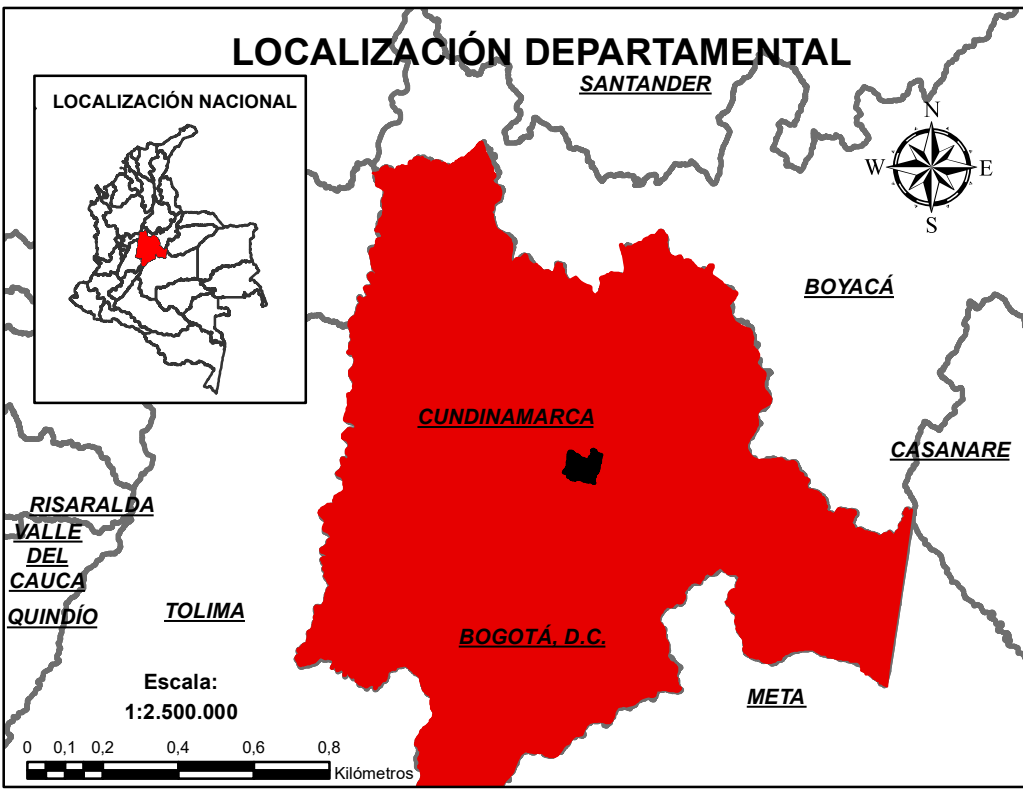 LOCALIZACIÓN DEPARTAMENTAL
SANTANDER
LOCALIZACIÓN NACIONAL
N
W
E
S
BOYACÁ
CUNDINAMARCA
CASANARE
RISARALDA
VALLE
DEL
CAUCA
QUINDÍO
TOLIMA
BOGOTÁ, D.C.
META
Escala:
1:2.500.000
0 0,1 0,2 0,4 0,6 0,8
Kilómetros